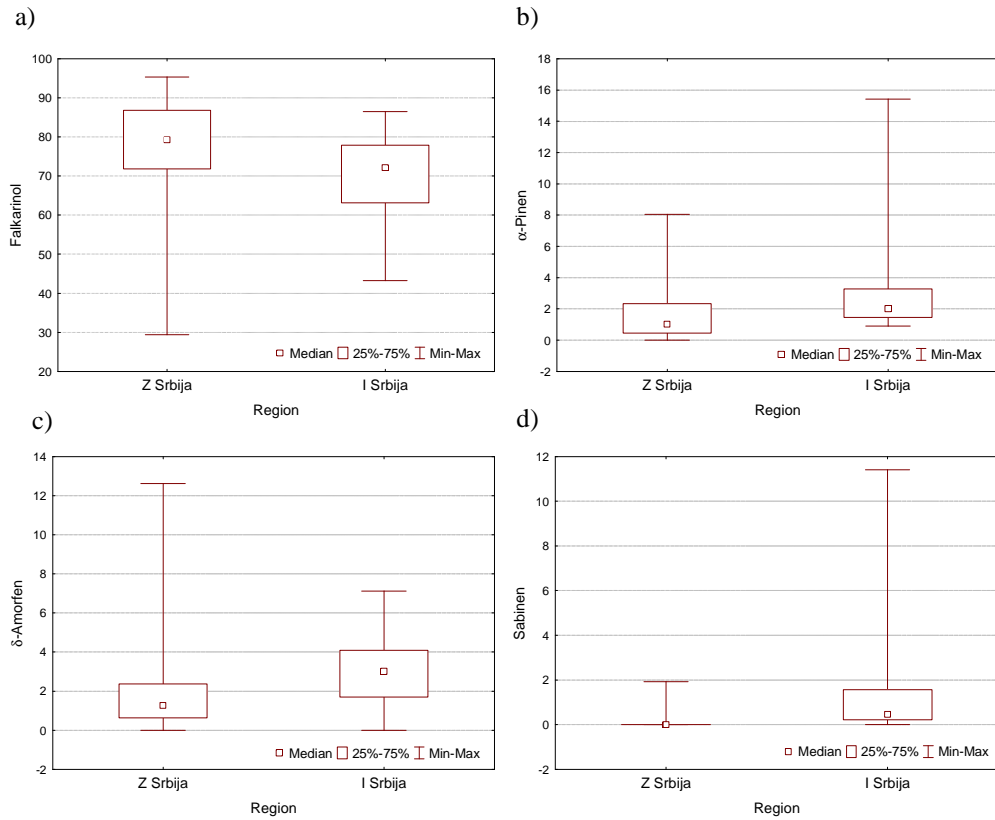 a)
100
90
80
70
60
50
40
30
20
Falkarinol
Median 25%-75% Min-Max
Z Srbija I Srbija
Region
b)
18
16
14
12
10
8
6
4
2
0
-2
α-Pinen
Median 25%-75% Min-Max
Z Srbija I Srbija
Region
c)
14
12
10
8
6
4
2
0
-2
δ-Amorfen
Median 25%-75% Min-Max
Z Srbija I Srbija
Region
d)
12
10
8
6
4
2
0
-2
Sabinen
Median 25%-75% Min-Max
Z Srbija I Srbija
Region